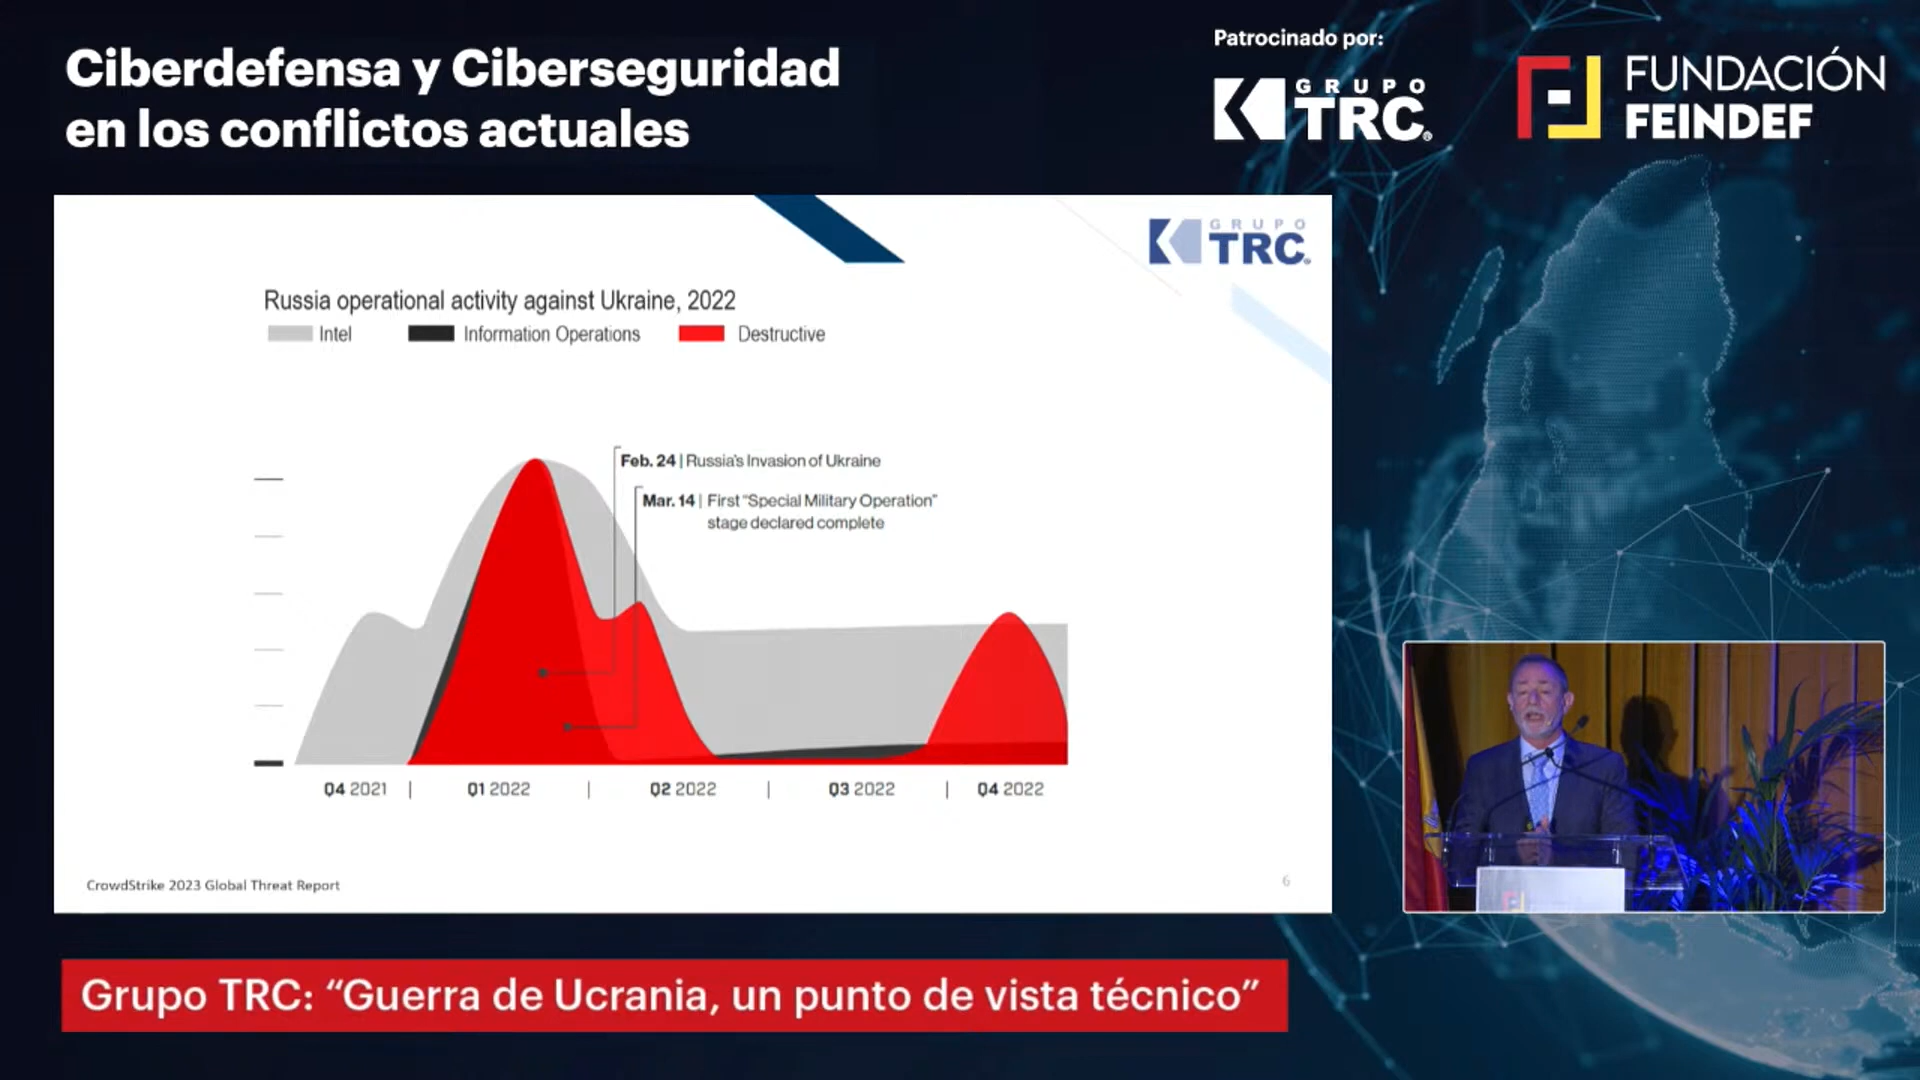 Ciberdefensa y Ciberseguridad
en los conflictos actuales
Patrocinado por:
GRUPO
TRC®
FUNDACIÓN
FEINDEF
GRUPO
TRC®
Russia operational activity against Ukraine, 2022
Intel Information Operations Destructive
Feb. 24 | Russia's Invasion of Ukraine
Mar. 14 | First "Special Military Operation"
stage declared complete
Q4 2021 | Q1 2022 | Q2 2022 | Q3 2022 | Q4 2022
CrowdStrike 2023 Global Threat Report
6
Grupo TRC: “Guerra de Ucrania, un punto de vista técnico”